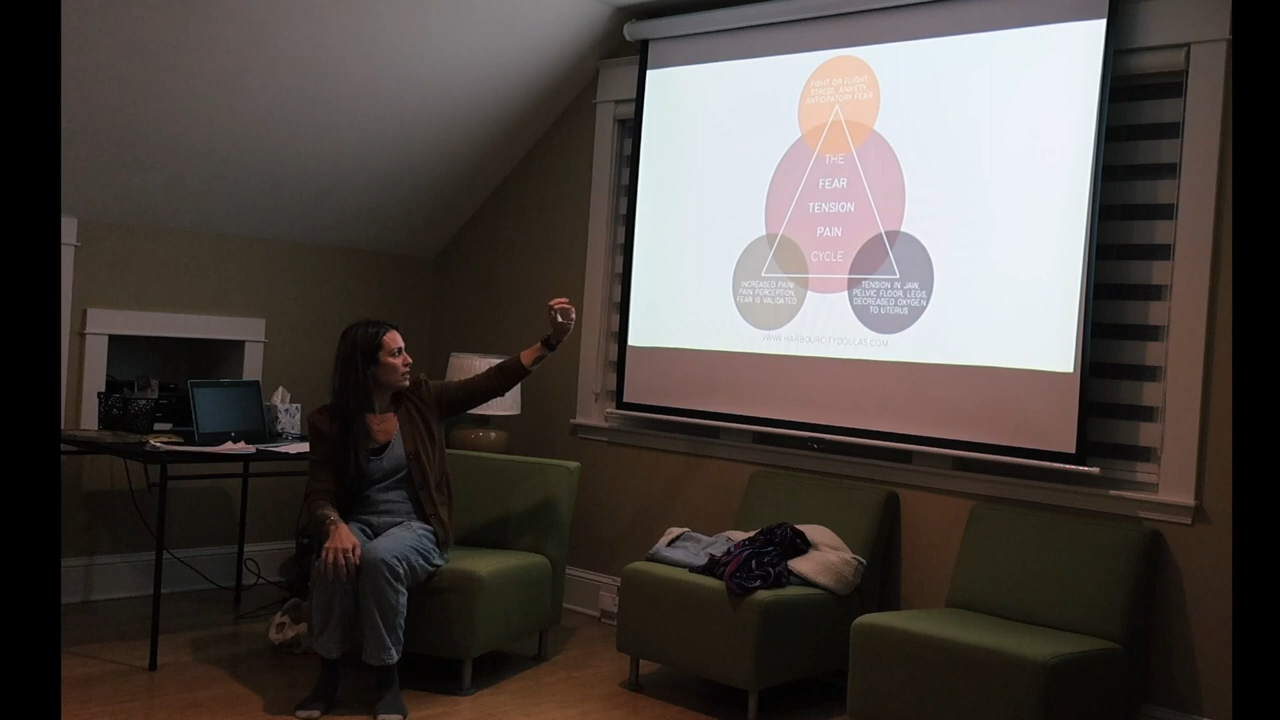 FIGHT OR FLIGHT,
STRESS, ANXIETY,
ANTICIPATORY FEAR
THE
FEAR
TENSION
PAIN
CYCLE
INCREASED PAIN/
PAIN PERCEPTION,
FEAR IS VALIDATED
TENSION IN JAW,
PELVIC FLOOR, LEGS,
DECREASED OXYGEN
TO UTERUS
WWW.HARBOURCITYDOULAS.COM